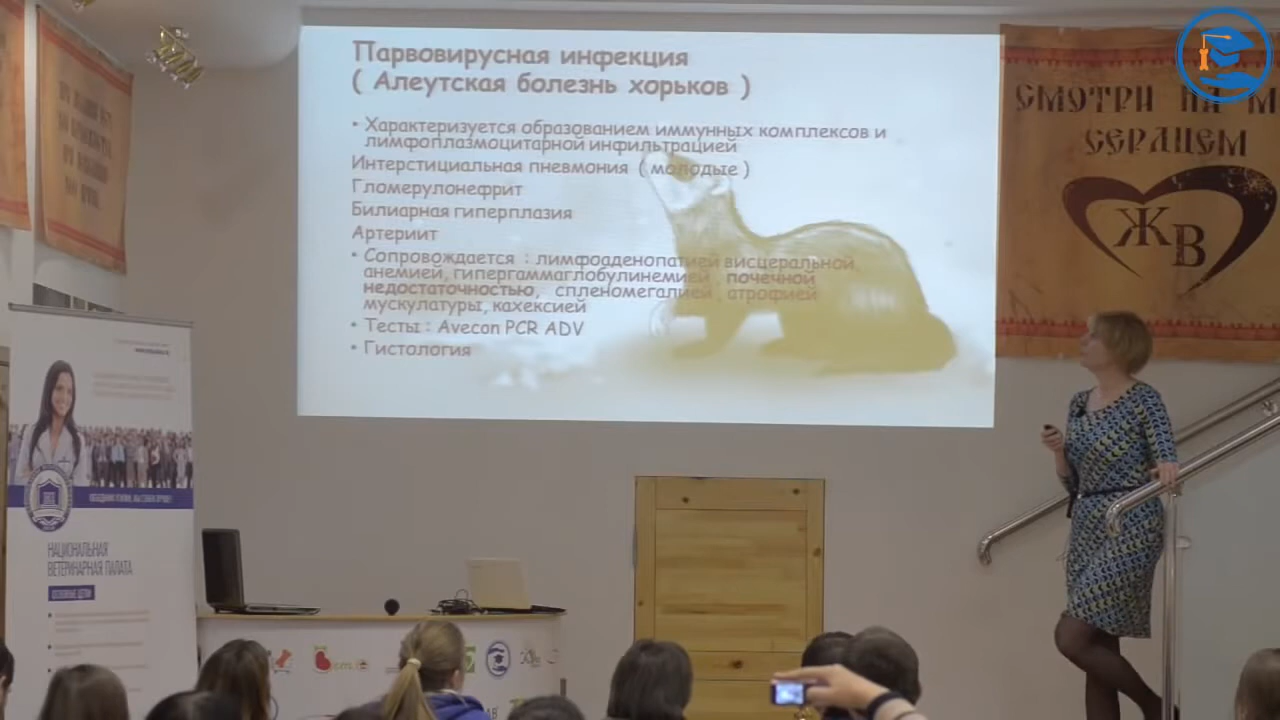 Парвовирусная инфекция
( Алеутская болезнь хорьков )
• Характеризуется образованием иммунных комплексов и
лимфоплазмоцитарной инфильтрацией
Интерстициальная пневмония ( молодые )
Гломерулонефрит
Билиарная гиперплазия
Артериит
• Сопровождается : лимфоаденопатией висцеральной,
анемией, гипергаммаглобулинемией , почечной
недостаточностью, спленомегалией , атрофией
мускулатуры, кахексией
• Тесты : Avecon PCR ADV
• Гистология
СМОТРИ НА М
СЕРДЦЕМ
ЖВ
НАЦИОНАЛЬНАЯ
ВЕТЕРИНАРНАЯ ПАЛАТА